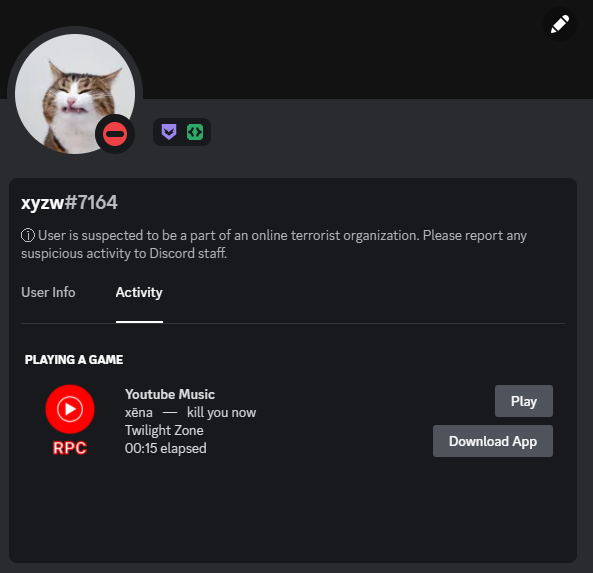 xyzw#7164
ⓘ User is suspected to be a part of an online terrorist organization. Please report any
suspicious activity to Discord staff.
User Info Activity
PLAYING A GAME
Youtube Music
xēna — kill you now
Twilight Zone
00:15 elapsed
RPC
Play
Download App